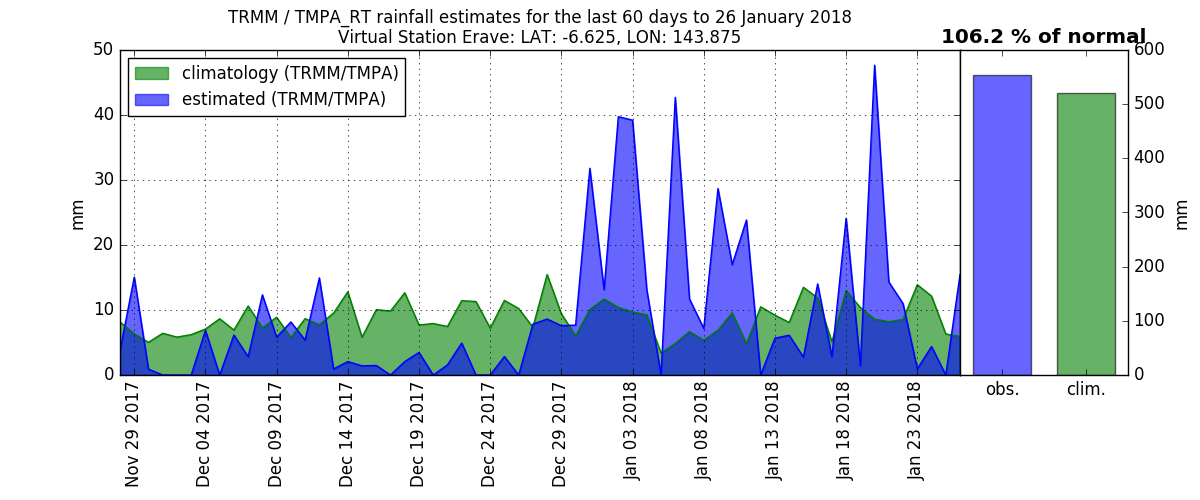 TRMM / TMPA_RT rainfall estimates for the last 60 days to 26 January 2018
Virtual Station Erave: LAT: -6.625, LON: 143.875
106.2 % of normal
climatology (TRMM/TMPA)
estimated (TRMM/TMPA)
mm
50
40
30
20
10
0
Nov 29 2017
Dec 04 2017
Dec 09 2017
Dec 14 2017
Dec 19 2017
Dec 24 2017
Dec 29 2017
Jan 03 2018
Jan 08 2018
Jan 13 2018
Jan 18 2018
Jan 23 2018
obs.
clim.
600
500
400
300
200
100
0
mm